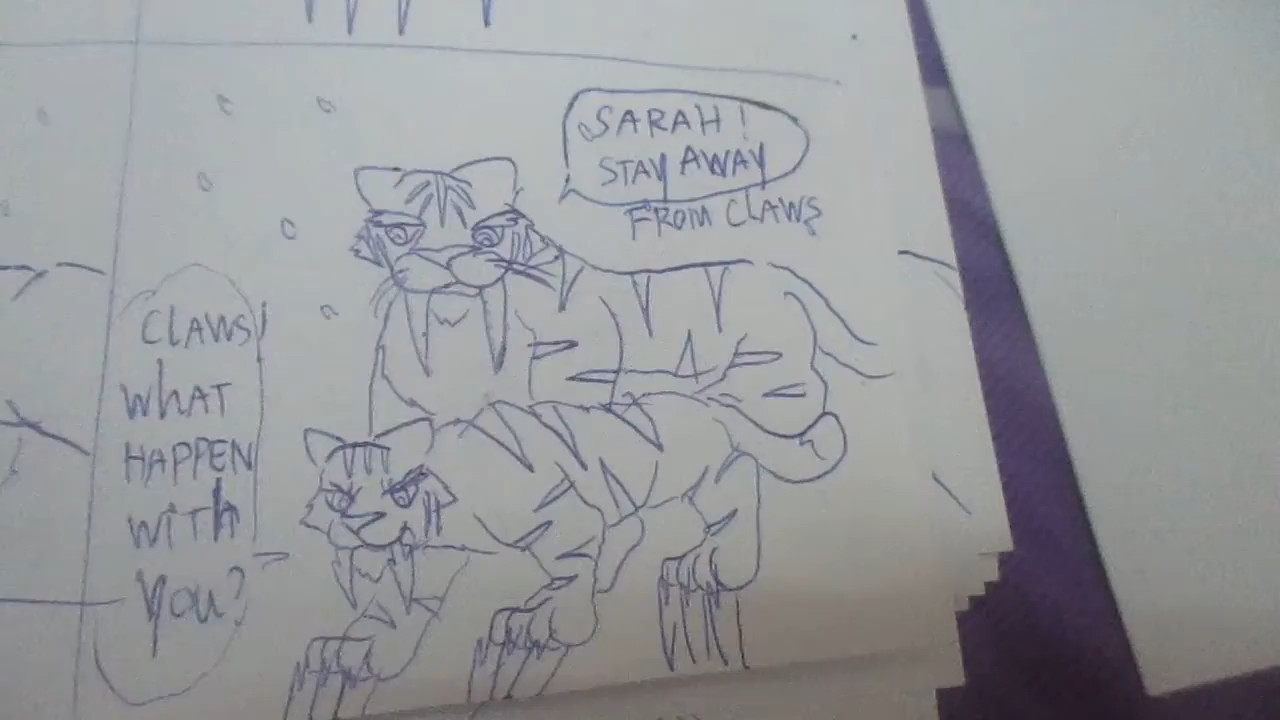 SARAH!
STAY AWAY
FROM CLAWS
CLAWS!
WHAT
HAPPEN
WITH
YOU?